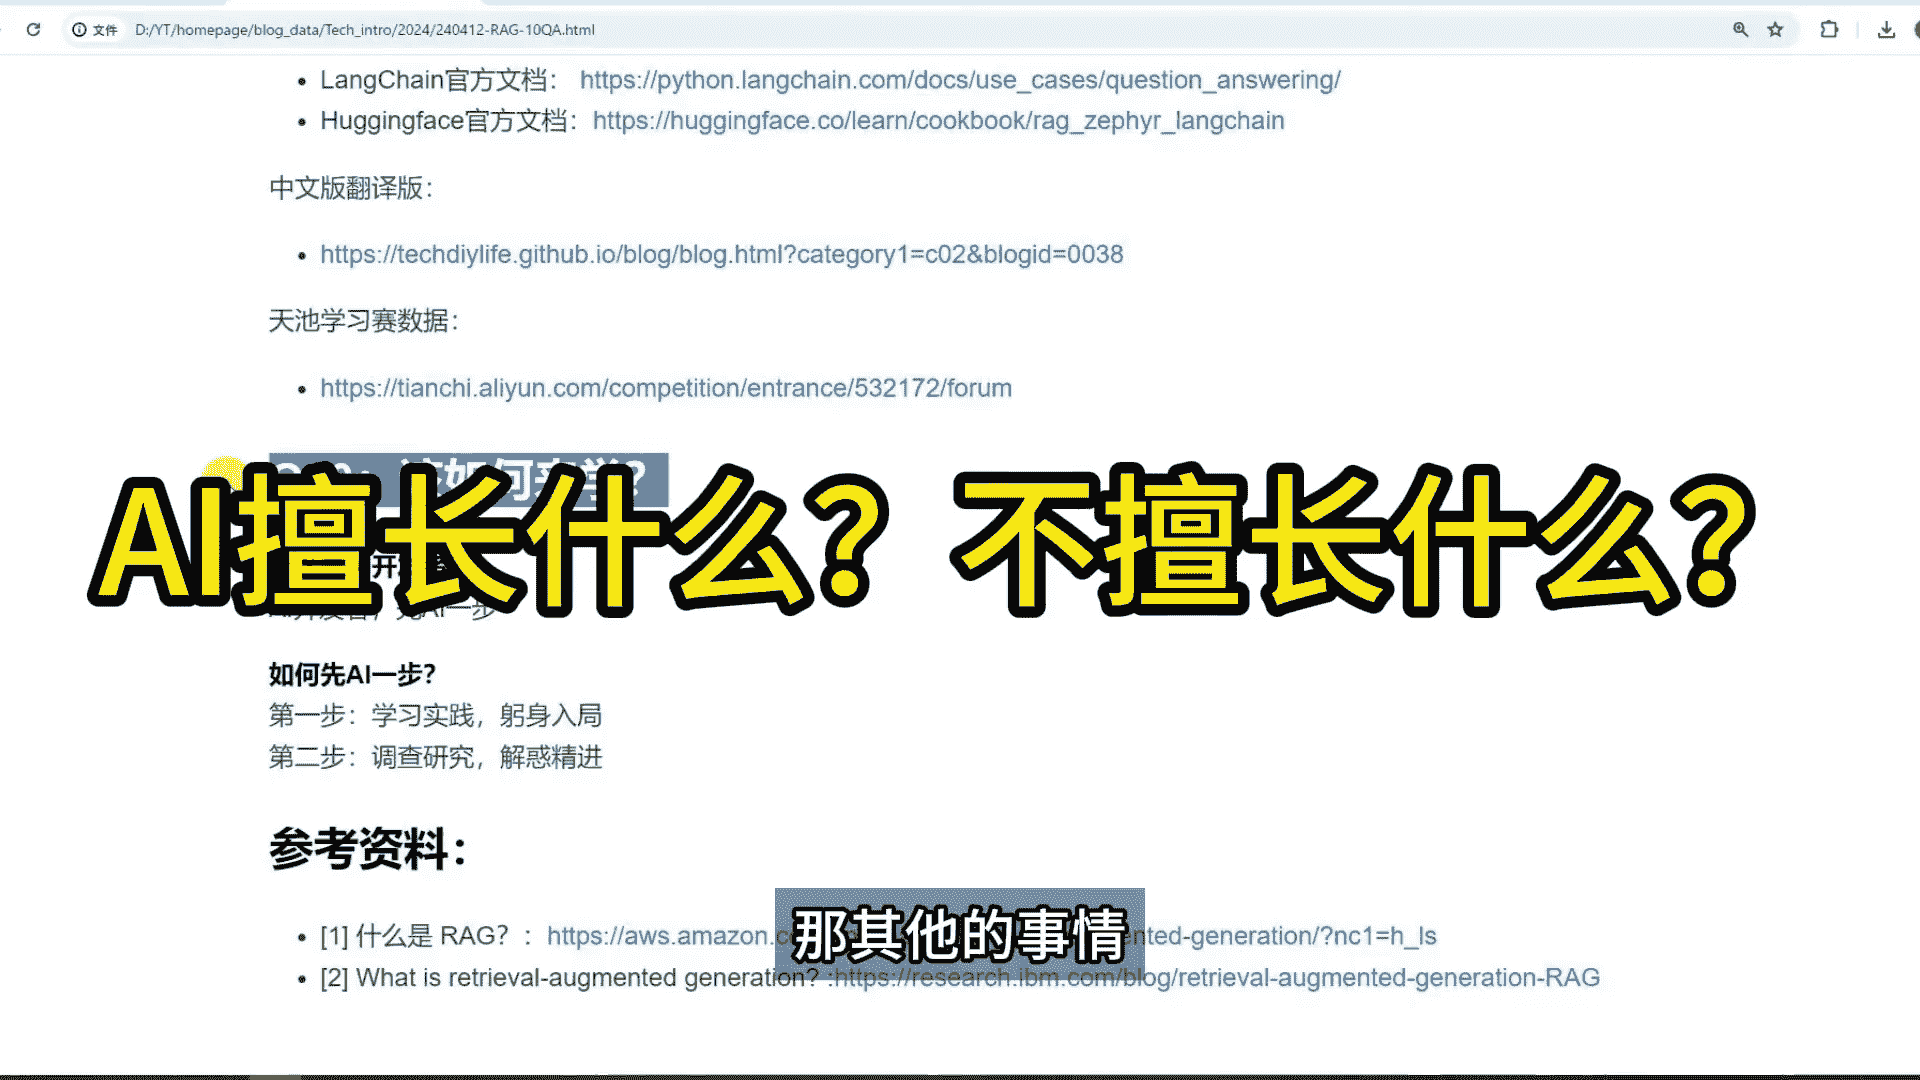 文件 D:/YT/homepage/blog_data/Tech_intro/2024/240412-RAG-10QA.html
• LangChain官方文档： https://python.langchain.com/docs/use_cases/question_answering/
• Huggingface官方文档：https://huggingface.co/learn/cookbook/rag_zephyr_langchain
中文版翻译版：
• https://techdiylife.github.io/blog/blog.html?category1=c02&blogid=0038
天池学习赛数据：
• https://tianchi.aliyun.com/competition/entrance/532172/forum
如何来学？
AI擅长什么？不擅长什么？
如何先AI一步？
第一步：学习实践，躬身入局
第二步：调查研究，解惑精进
参考资料：
• [1] 什么是 RAG？： https://aws.amazon.c nted-generation/?nc1=h_ls
• [2] What is retrieval-augmented generation? :https://research.ibm.com/blog/retrieval-augmented-generation-RAG
那其他的事情